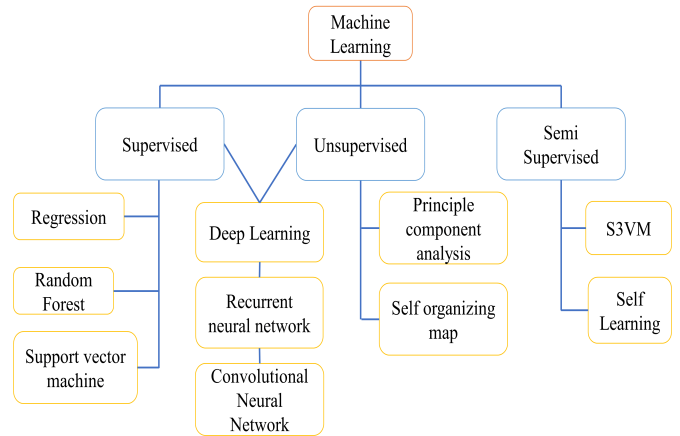 Machine
Learning
Supervised
Unsupervised
Semi
Supervised
Regression
Random
Forest
Support vector
machine
Deep Learning
Recurrent
neural network
Convolutional
Neural
Network
Principle
component
analysis
Self organizing
map
S3VM
Self
Learning